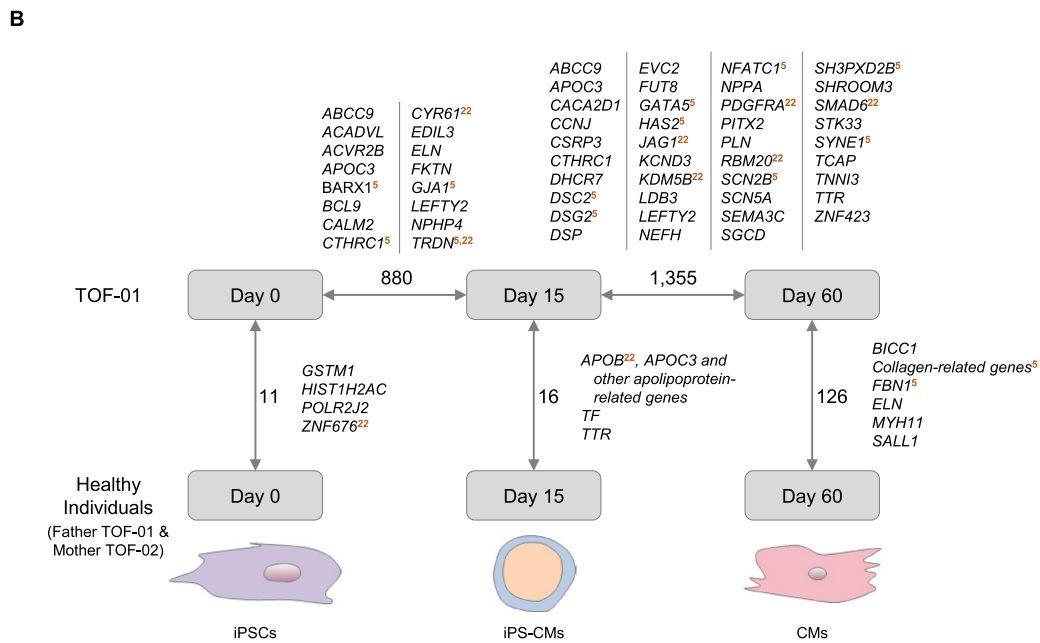 B
ABCC9
ACADVL
ACVR2B
APOC3
BARX1⁵
BCL9
CALM2
CTHRC1⁵
CYR61²²
EDIL3
ELN
FKTN
GJA1⁵
LEFTY2
NPHP4
TRDN⁵,²²
ABCC9
APOC3
CACA2D1
CCNJ
CSRP3
CTHRC1
DHCR7
DSC2⁵
DSG2⁵
DSP
EVC2
FUT8
GATA5⁵
HAS2⁵
JAG1²²
KCND3
KDM5B²²
LDB3
LEFTY2
NEFH
NFATC1⁵
NPPA
PDGFRA²²
PITX2
PLN
RBM20²²
SCN2B⁵
SCN5A
SEMA3C
SGCD
SH3PXD2B⁵
SHROOM3
SMAD6²²
STK33
SYNE1⁵
TCAP
TNNI3
TTR
ZNF423
TOF-01
Day 0
880
Day 15
1,355
Day 60
11
GSTM1
HIST1H2AC
POLR2J2
ZNF676²²
16
APOB²², APOC3 and
other apolipoprotein-
related genes
TF
TTR
126
BICC1
Collagen-related genes⁵
FBN1⁵
ELN
MYH11
SALL1
Healthy
Individuals
(Father TOF-01 &
Mother TOF-02)
Day 0
Day 15
Day 60
iPSCs
iPS-CMs
CMs